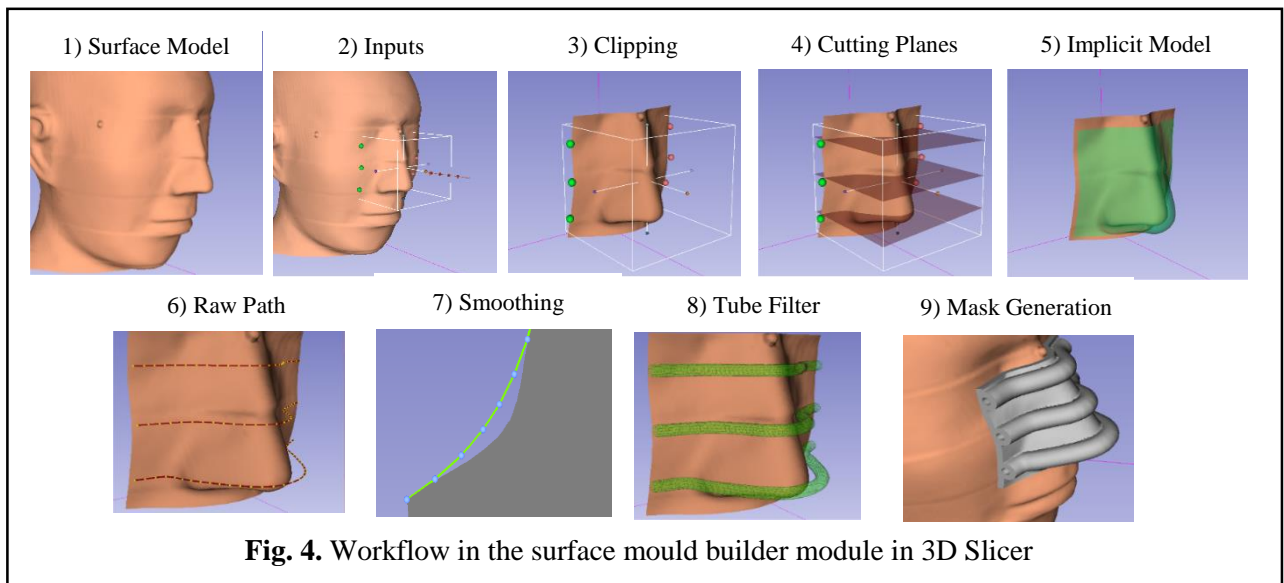 1) Surface Model
2) Inputs
3) Clipping
4) Cutting Planes
5) Implicit Model
6) Raw Path
7) Smoothing
8) Tube Filter
9) Mask Generation
Fig. 4. Workflow in the surface mould builder module in 3D Slicer